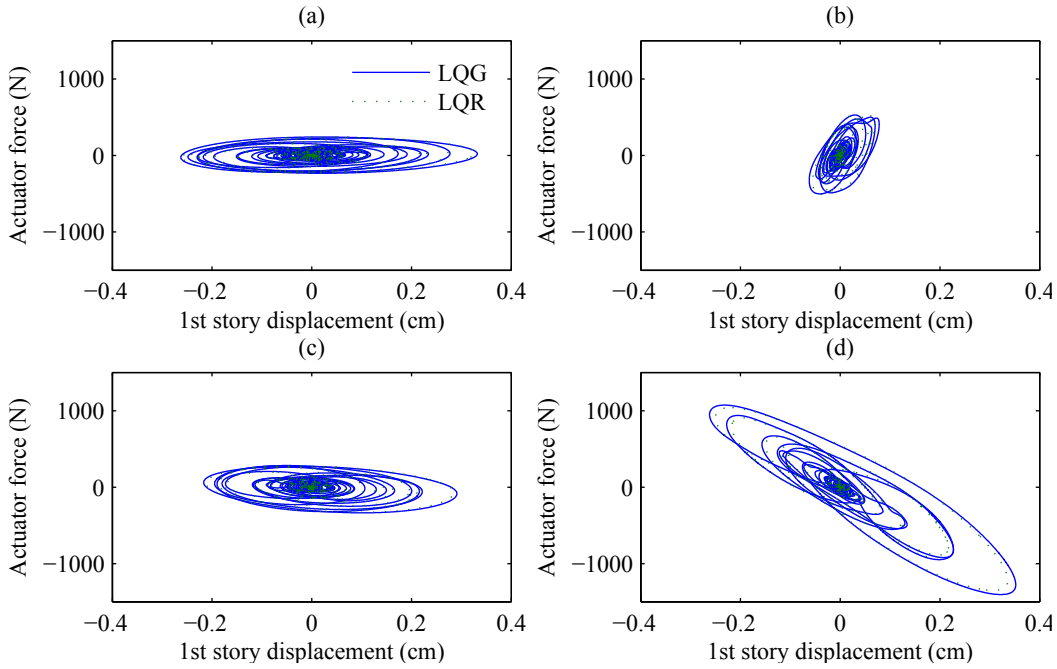 (a)
1000
0
−1000
Actuator force (N)
LQG
LQR
−0.4 −0.2 0 0.2 0.4
1st story displacement (cm)
(b)
1000
0
−1000
Actuator force (N)
−0.4 −0.2 0 0.2 0.4
1st story displacement (cm)
(c)
1000
0
−1000
Actuator force (N)
−0.4 −0.2 0 0.2 0.4
1st story displacement (cm)
(d)
1000
0
−1000
Actuator force (N)
−0.4 −0.2 0 0.2 0.4
1st story displacement (cm)